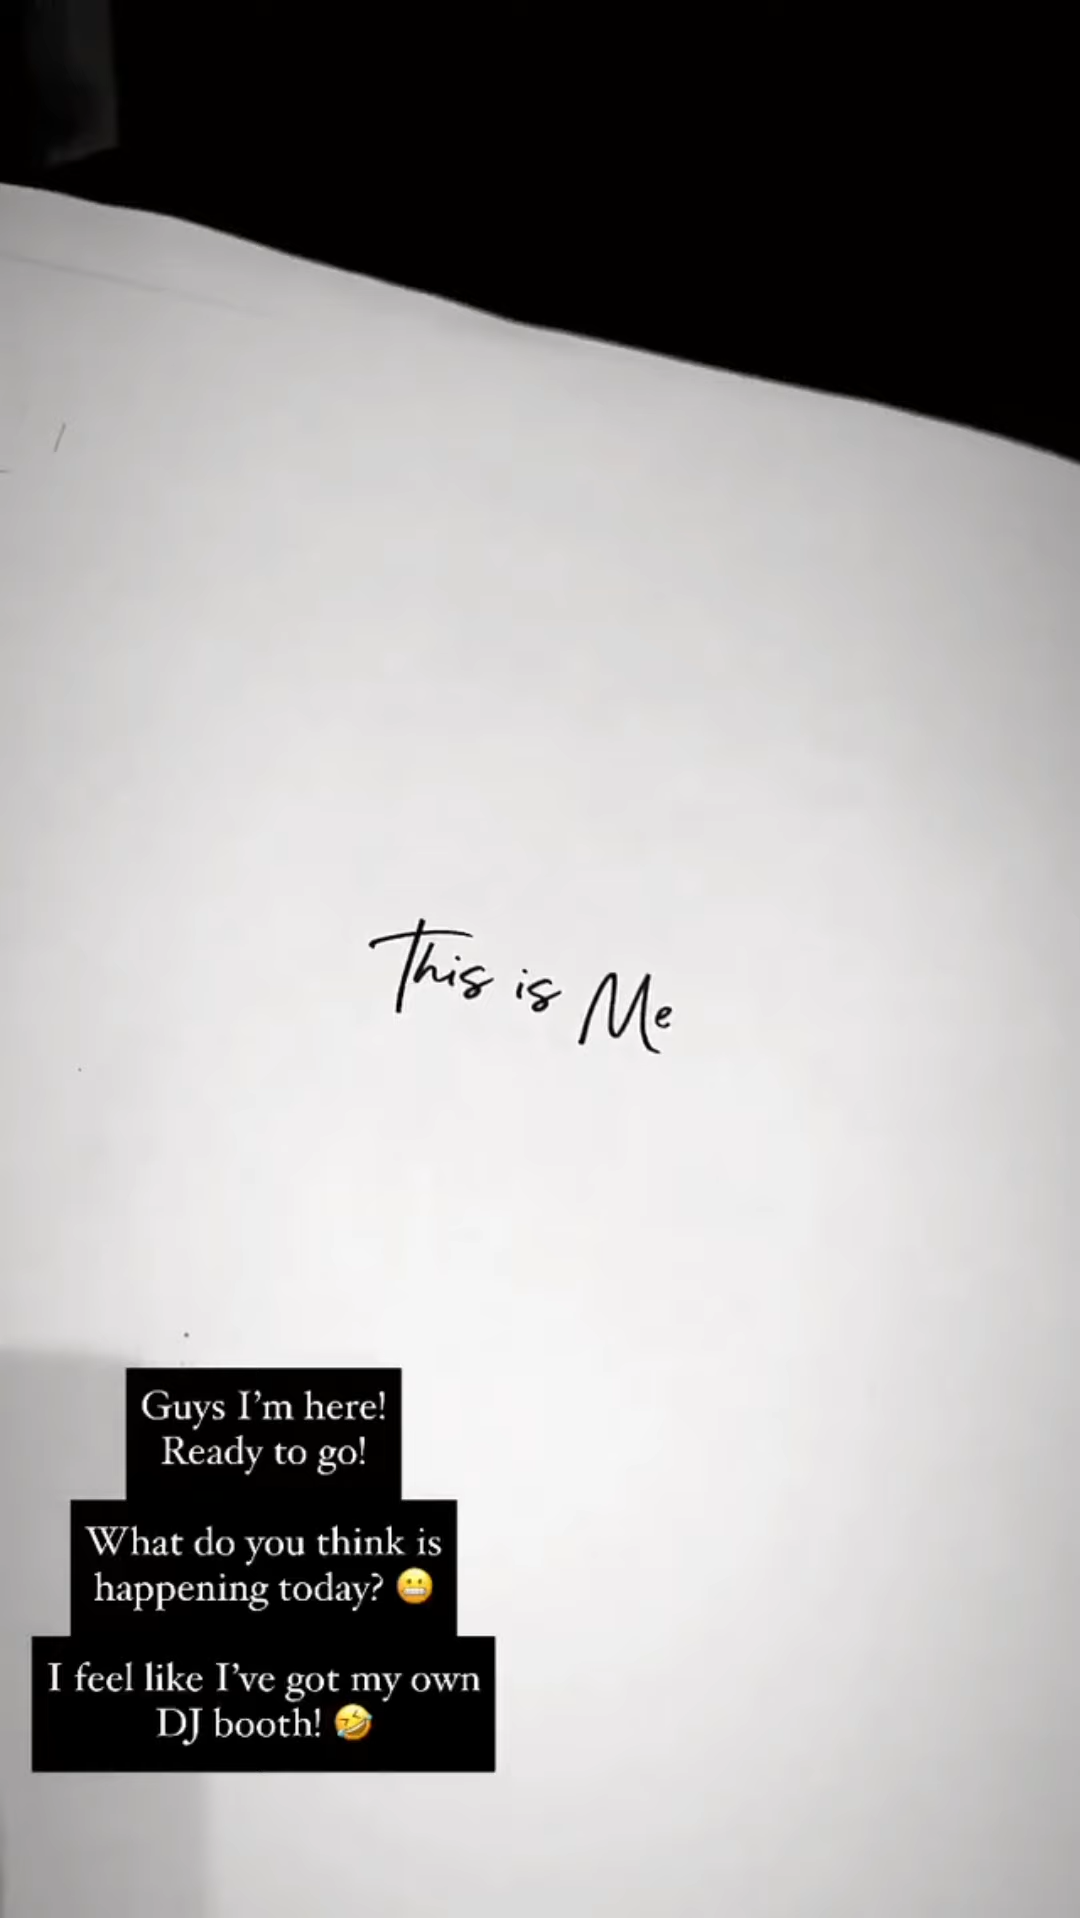 This is Me
Guys I’m here!
Ready to go!
What do you think is
happening today? 😬
I feel like I’ve got my own
DJ booth! 🤣